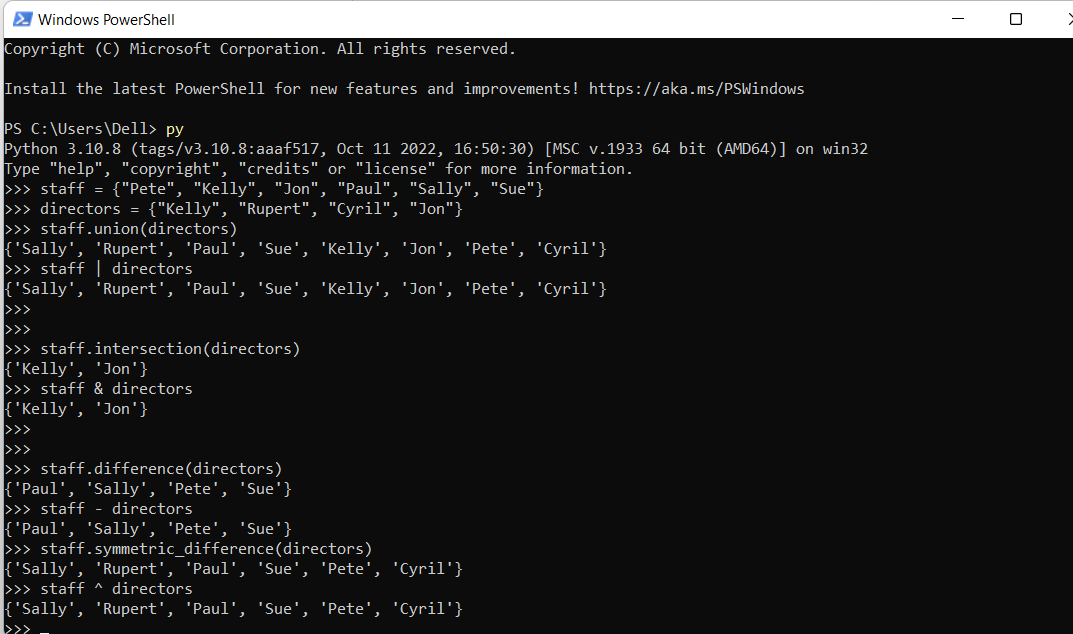 Windows PowerShell
Copyright (C) Microsoft Corporation. All rights reserved.
Install the latest PowerShell for new features and improvements! https://aka.ms/PSWindows
PS C:\Users\Dell> py
Python 3.10.8 (tags/v3.10.8:aaaf517, Oct 11 2022, 16:50:30) [MSC v.1933 64 bit (AMD64)] on win32
Type "help", "copyright", "credits" or "license" for more information.
>>> staff = {"Pete", "Kelly", "Jon", "Paul", "Sally", "Sue"}
>>> directors = {"Kelly", "Rupert", "Cyril", "Jon"}
>>> staff.union(directors)
{'Sally', 'Rupert', 'Paul', 'Sue', 'Kelly', 'Jon', 'Pete', 'Cyril'}
>>> staff | directors
{'Sally', 'Rupert', 'Paul', 'Sue', 'Kelly', 'Jon', 'Pete', 'Cyril'}
>>>
>>>
>>> staff.intersection(directors)
{'Kelly', 'Jon'}
>>> staff & directors
{'Kelly', 'Jon'}
>>>
>>>
>>> staff.difference(directors)
{'Paul', 'Sally', 'Pete', 'Sue'}
>>> staff - directors
{'Paul', 'Sally', 'Pete', 'Sue'}
>>> staff.symmetric_difference(directors)
{'Sally', 'Rupert', 'Paul', 'Sue', 'Pete', 'Cyril'}
>>> staff ^ directors
{'Sally', 'Rupert', 'Paul', 'Sue', 'Pete', 'Cyril'}
>>> _